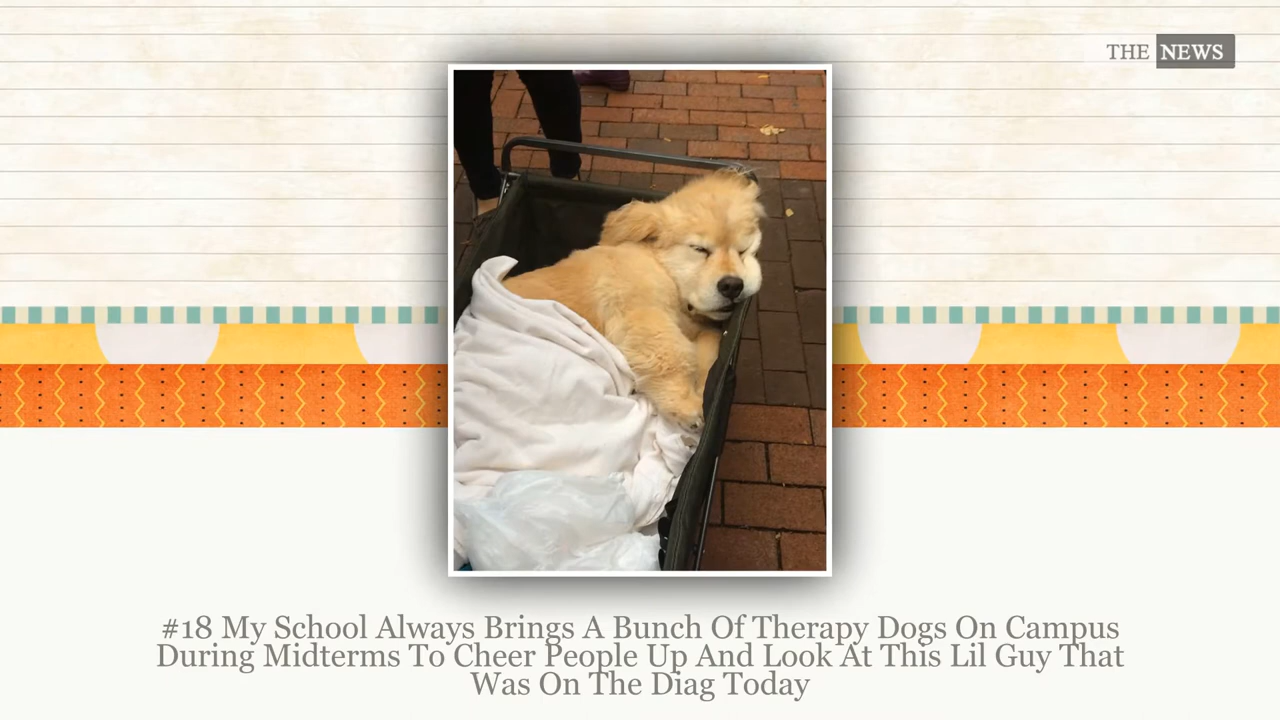 THE NEWS
#18 My School Always Brings A Bunch Of Therapy Dogs On Campus
During Midterms To Cheer People Up And Look At This Lil Guy That
Was On The Diag Today